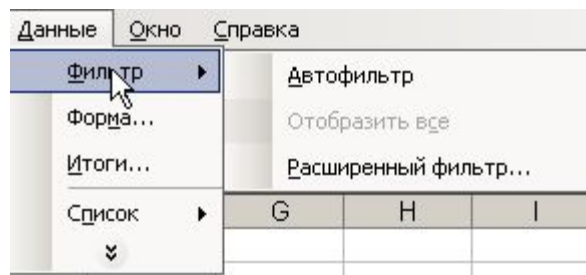 Данные Окно Справка
Фильтр
Автофильтр
Форма...
Отобразить все
Итоги...
Расширенный фильтр...
Список
G H I